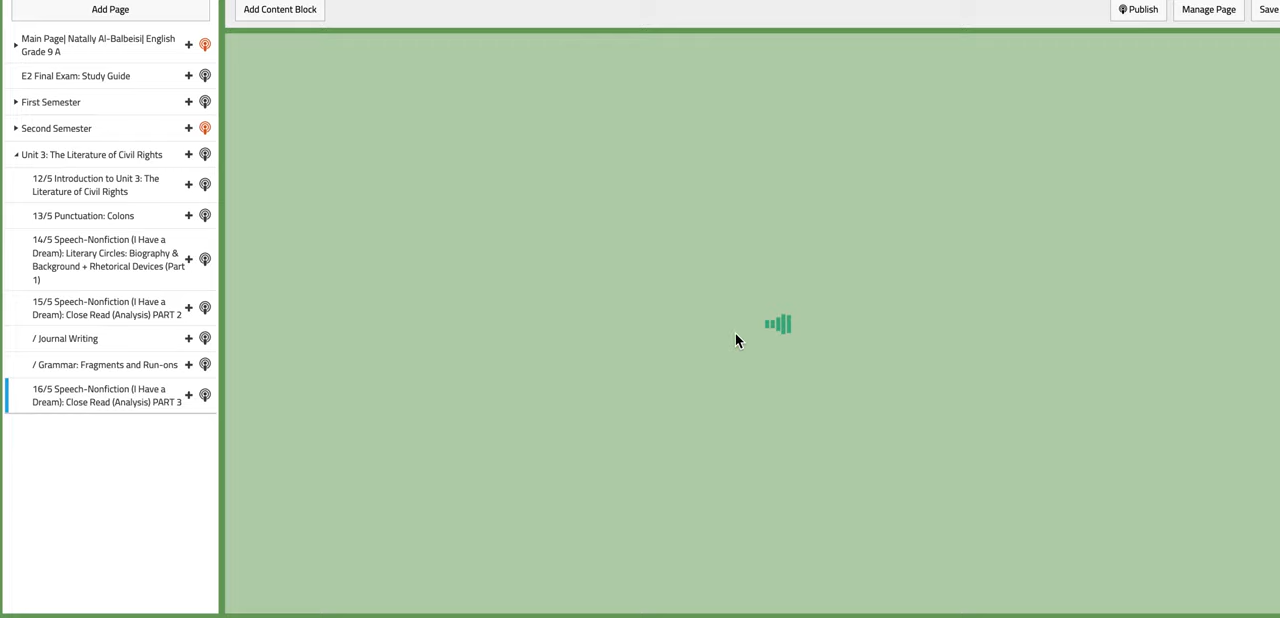 Add Page
Add Content Block
Publish
Manage Page
Save
Main Page| Natally Al-Balbeisi| English
Grade 9 A
E2 Final Exam: Study Guide
First Semester
Second Semester
Unit 3: The Literature of Civil Rights
12/5 Introduction to Unit 3: The
Literature of Civil Rights
13/5 Punctuation: Colons
14/5 Speech-Nonfiction (I Have a
Dream): Literary Circles: Biography &
Background + Rhetorical Devices (Part
1)
15/5 Speech-Nonfiction (I Have a
Dream): Close Read (Analysis) PART 2
/ Journal Writing
/ Grammar: Fragments and Run-ons
16/5 Speech-Nonfiction (I Have a
Dream): Close Read (Analysis) PART 3